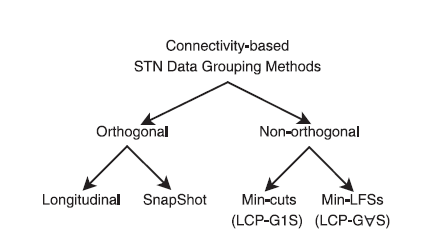 Connectivity-based
STN Data Grouping Methods
Orthogonal
Non-orthogonal
Longitudinal
SnapShot
Min-cuts
(LCP-G1S)
Min-LFSs
(LCP-G∀S)